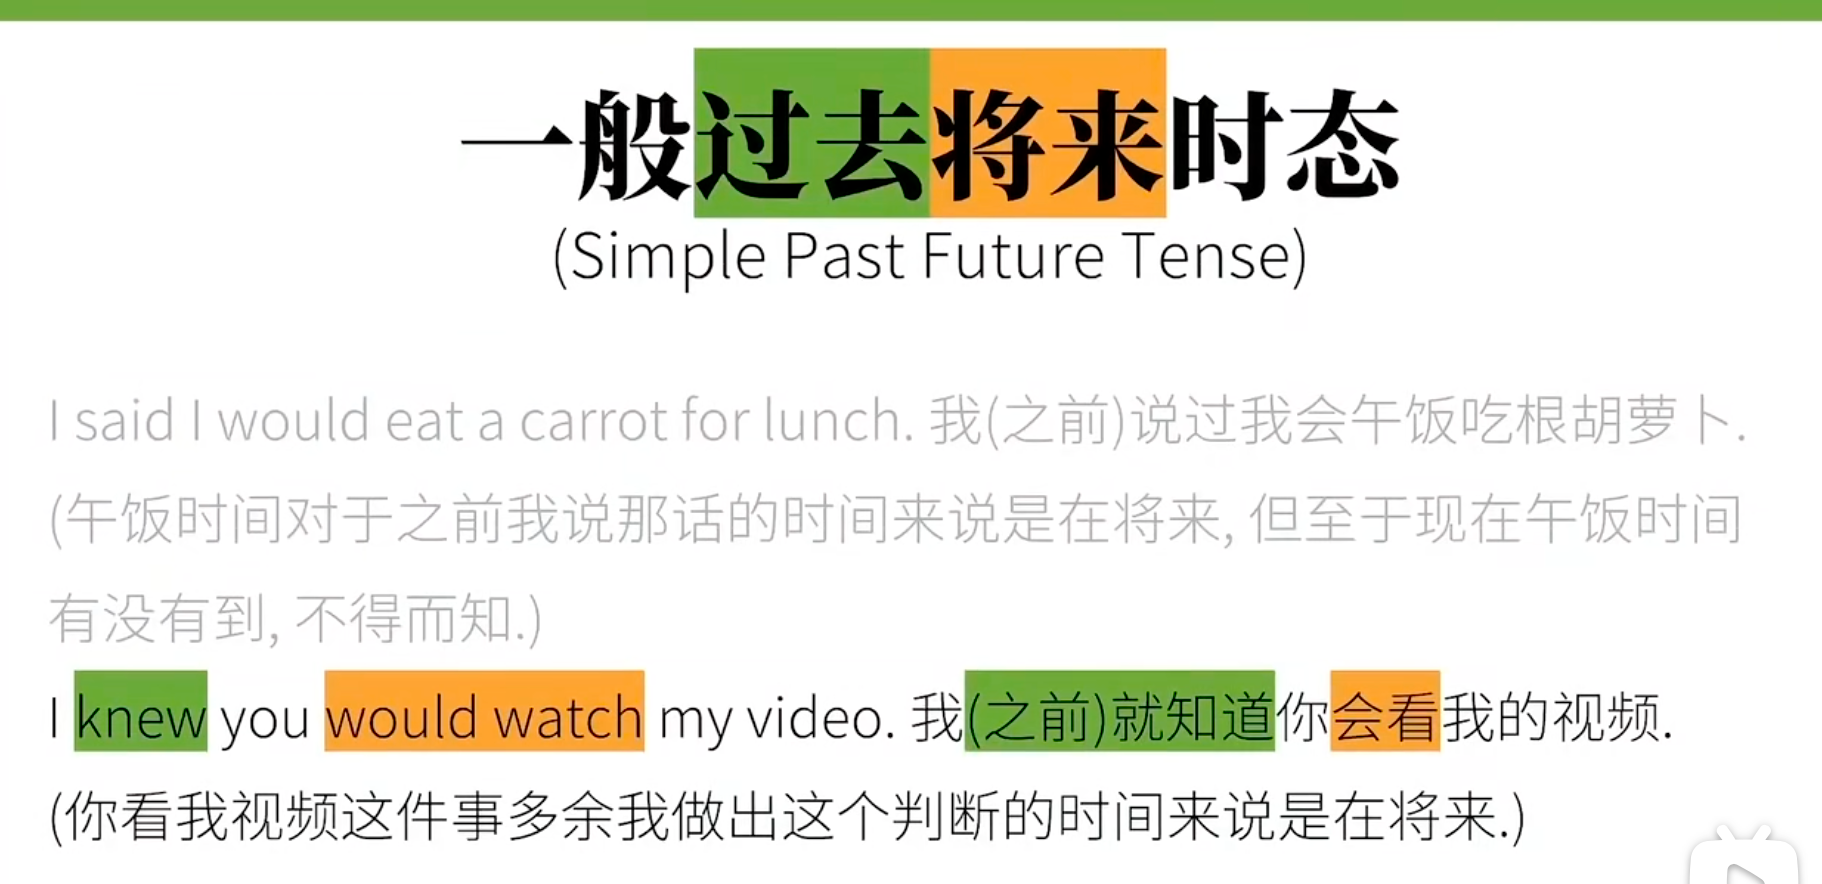 一般过去将来时态
(Simple Past Future Tense)
I said I would eat a carrot for lunch. 我(之前)说过我会午饭吃根胡萝卜.
(午饭时间对于之前我说那话的时间来说是在将来, 但至于现在午饭时间
有没有到, 不得而知.)
I knew you would watch my video. 我(之前)就知道你会看我的视频.
(你看我视频这件事多余我做出这个判断的时间来说是在将来.)